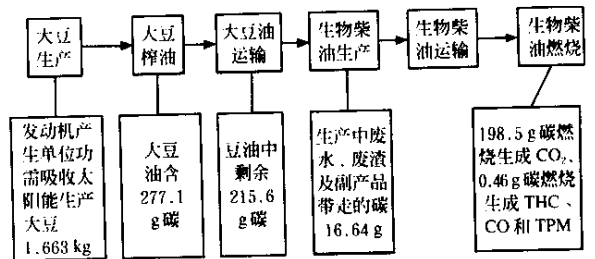 大豆
生产
大豆
榨油
大豆油
运输
生物柴
油生产
生物柴
油运输
生物柴
油燃烧
发动机产
生单位功
需吸收太
阳能生产
大豆
1.663 kg
大豆
油含
277.1
g碳
豆油中
剩余
215.6
g碳
生产中废
水、废渣
及副产品
带走的碳
16.64 g
198.5 g碳燃
烧生成CO₂、
0.46 g碳燃烧
生成THC、
CO和TPM